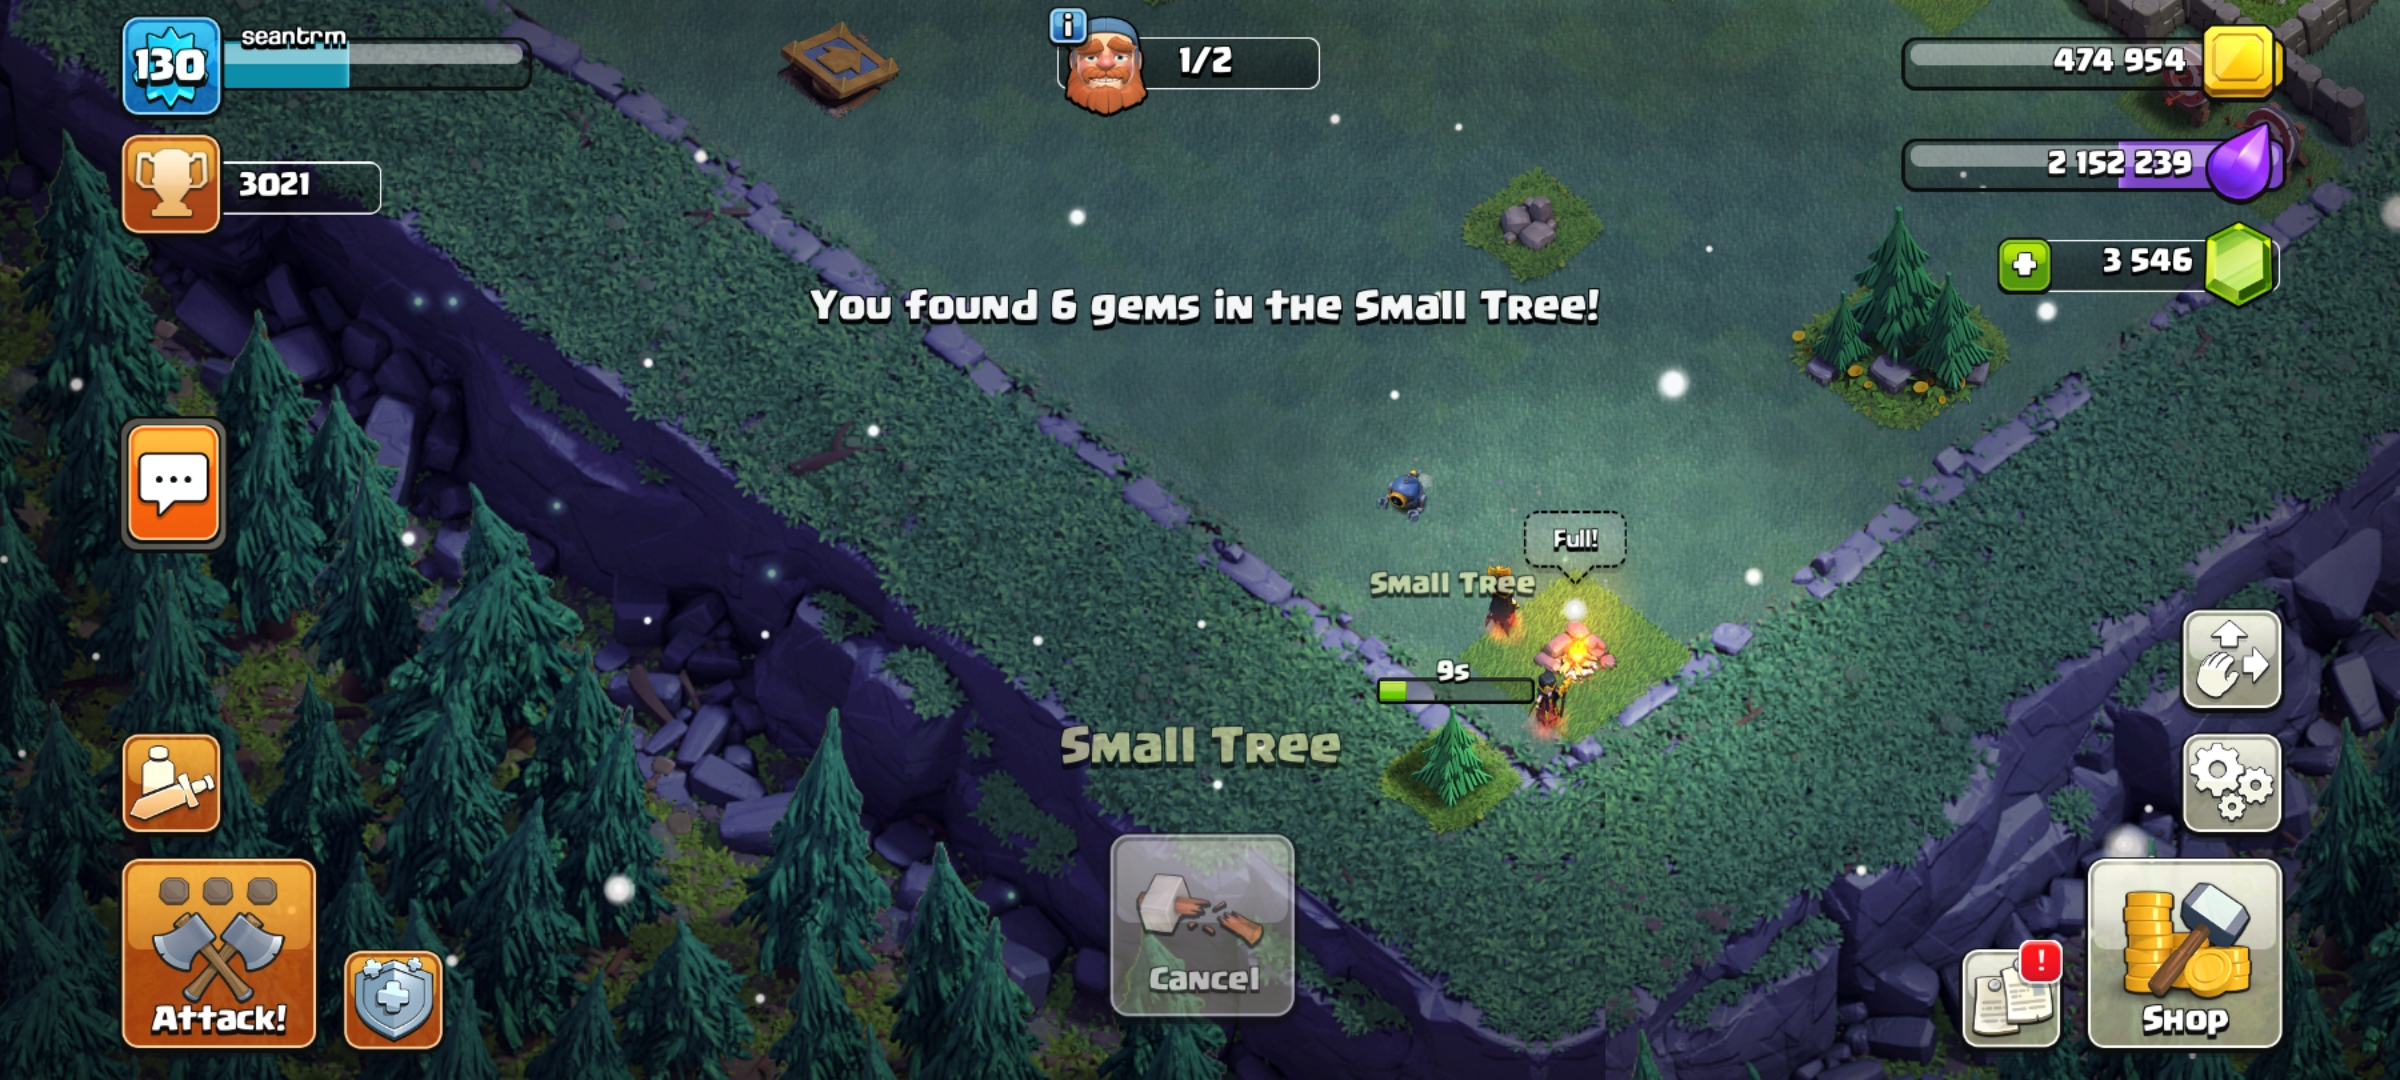 130
seantrm
1/2
474 954
3021
2 152 239
3 546
You found 6 gems in the Small Tree!
Full!
Small Tree
9s
Small Tree
Cancel
Attack!
!
Shop